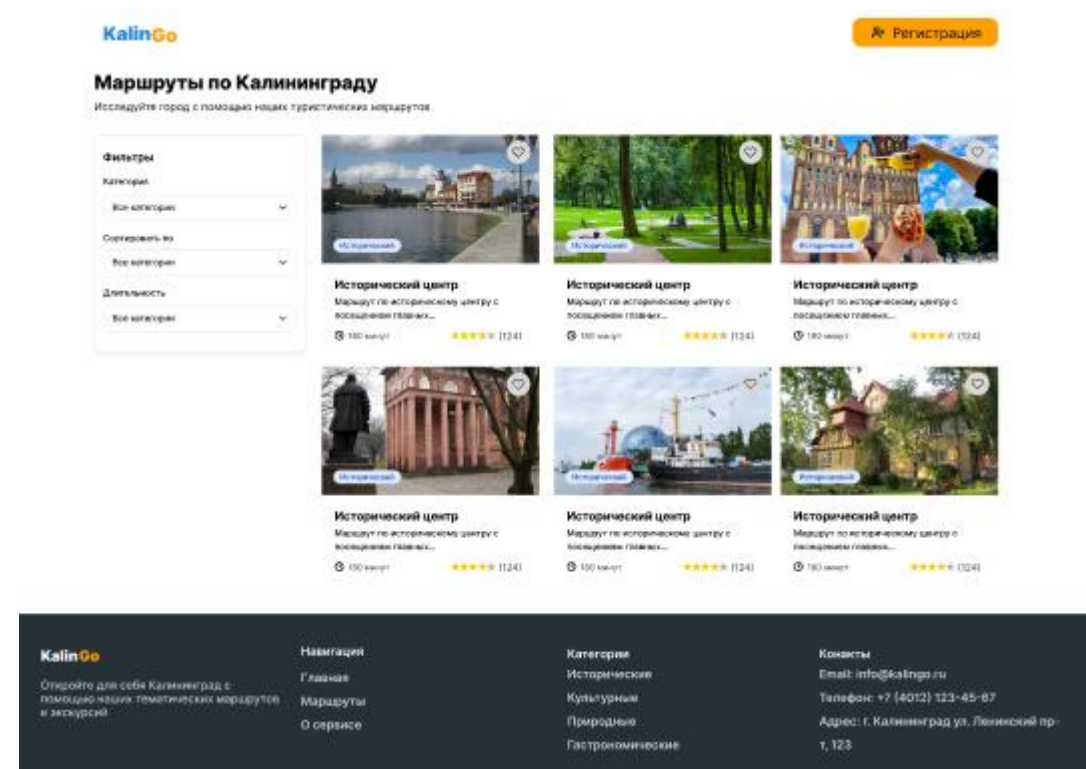 KalinGo
Регистрация
Маршруты по Калининграду
Исследуйте город с помощью наших туристических маршрутов
Фильтры
Категория
Все категории
Сортировать по
Все категории
Длительность
Все категории
Исторический
Исторический центр
Маршрут по историческому центру с
посещением главных...
180 минут
(124)
Исторический
Исторический центр
Маршрут по историческому центру с
посещением главных...
180 минут
(124)
Исторический
Исторический центр
Маршрут по историческому центру с
посещением главных...
180 минут
(124)
Исторический
Исторический центр
Маршрут по историческому центру с
посещением главных...
180 минут
(124)
Исторический
Исторический центр
Маршрут по историческому центру с
посещением главных...
180 минут
(124)
Исторический
Исторический центр
Маршрут по историческому центру с
посещением главных...
180 минут
(124)
KalinGo
Откройте для себя Калининград с
помощью наших тематических маршрутов
и экскурсий
Навигация
Главная
Маршруты
О сервисе
Категории
Исторические
Культурные
Природные
Гастрономические
Конакты
Email: info@kalingo.ru
Телефон: +7 (4012) 123-45-67
Адрес: г. Калининград ул. Ленинский пр-
т, 123